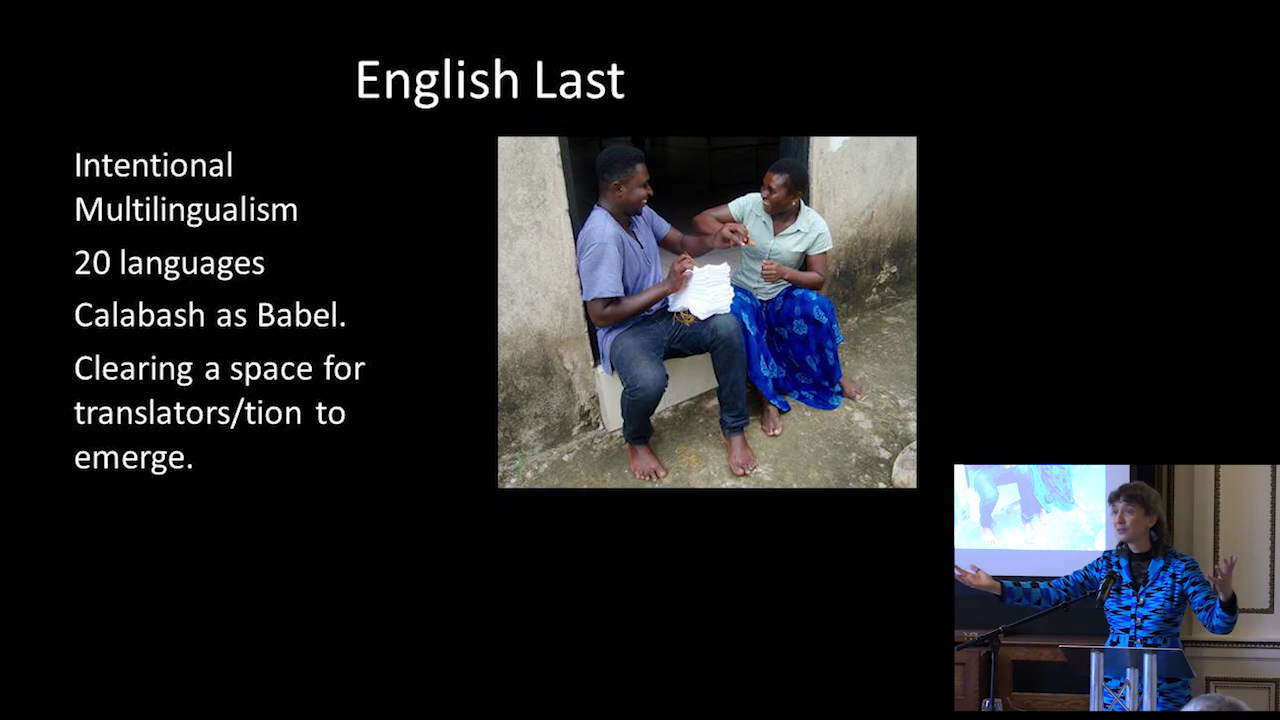 English Last
Intentional
Multilingualism
20 languages
Calabash as Babel.
Clearing a space for
translators/tion to
emerge.